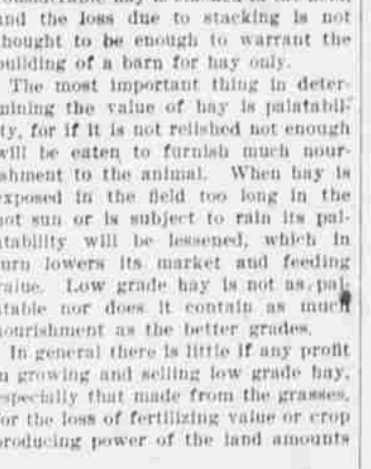 and the loss due to stacking is not
thought to be enough to warrant the
building of a barn for hay only.
The most important thing in deter-
mining the value of hay is palatabil-
ty, for if it is not relished not enough
will be eaten to furnish much nour-
shment to the animal. When hay is
exposed in the field too long in the
hot sun or is subject to rain its pal-
atability will be lessened, which in
turn lowers its market and feeding
value. Low grade hay is not as pal-
atable nor does it contain as much
nourishment as the better grades.
In general there is little if any profit
in growing and selling low grade hay,
especially that made from the grasses,
for the loss of fertilizing value or crop
producing power of the land amounts